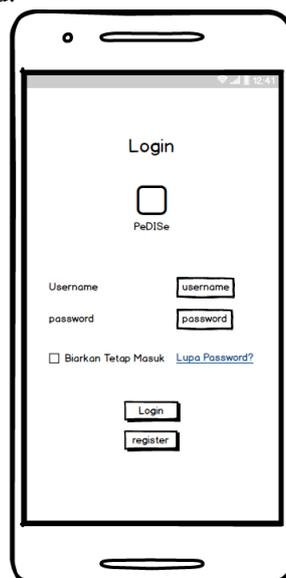 12:41
Login
PeDISe
Username username
password password
Biarkan Tetap Masuk Lupa Password?
Login
register